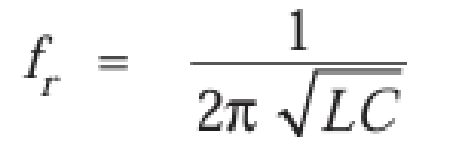 f_r = 1 / (2π √LC)